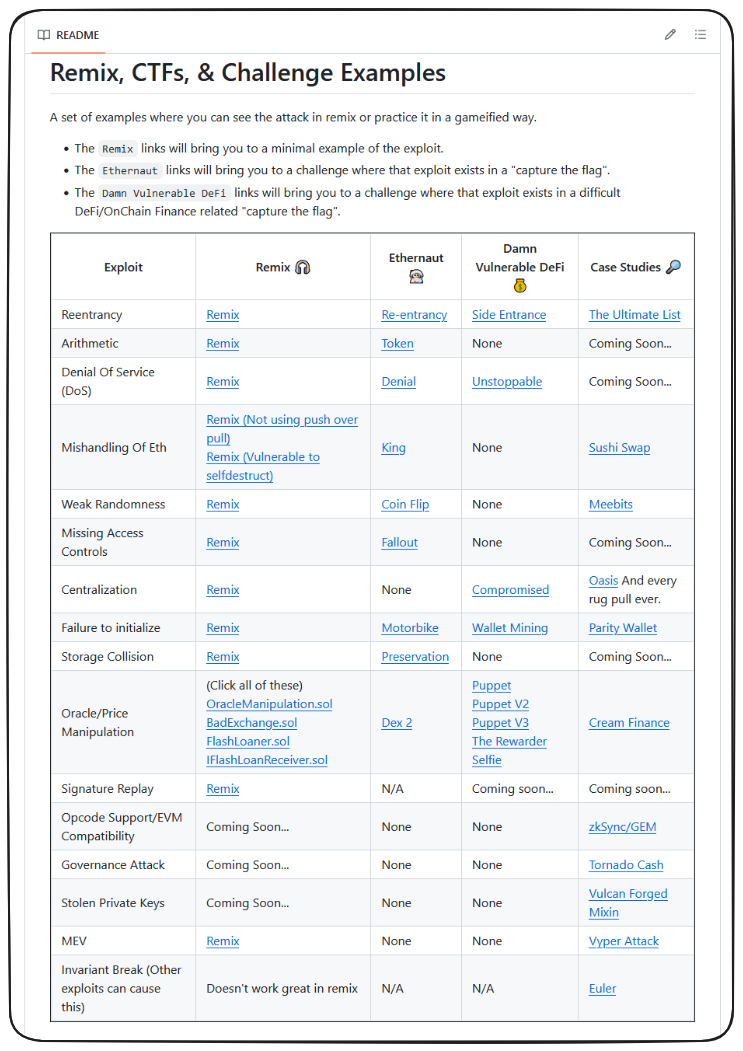 README
Remix, CTFs, & Challenge Examples
A set of examples where you can see the attack in remix or practice it in a gameified way.
• The Remix links will bring you to a minimal example of the exploit.
• The Ethernaut links will bring you to a challenge where that exploit exists in a "capture the flag".
• The Damn Vulnerable DeFi links will bring you to a challenge where that exploit exists in a difficult
DeFi/OnChain Finance related "capture the flag".
Exploit Remix 🎧 Ethernaut 👩🏻‍🚀 Damn Vulnerable DeFi 💰 Case Studies 🔎
Reentrancy Remix Re-entrancy Side Entrance The Ultimate List
Arithmetic Remix Token None Coming Soon...
Denial Of Service
(DoS)
Remix Denial Unstoppable Coming Soon...
Mishandling Of Eth
Remix (Not using push over
pull)
Remix (Vulnerable to
selfdestruct)
King None Sushi Swap
Weak Randomness Remix Coin Flip None Meebits
Missing Access
Controls
Remix Fallout None Coming Soon...
Centralization Remix None Compromised
Oasis And every
rug pull ever.
Failure to initialize Remix Motorbike Wallet Mining Parity Wallet
Storage Collision Remix Preservation None Coming Soon...
Oracle/Price
Manipulation
(Click all of these)
OracleManipulation.sol
BadExchange.sol
FlashLoaner.sol
IFlashLoanReceiver.sol
Dex 2
Puppet
Puppet V2
Puppet V3
The Rewarder
Selfie
Cream Finance
Signature Replay Remix N/A Coming soon... Coming soon...
Opcode Support/EVM
Compatibility
Coming Soon... None None zkSync/GEM
Governance Attack Coming Soon... None None Tornado Cash
Stolen Private Keys Coming Soon... None None
Vulcan Forged
Mixin
MEV Remix None None Vyper Attack
Invariant Break (Other
exploits can cause
this)
Doesn't work great in remix N/A N/A Euler